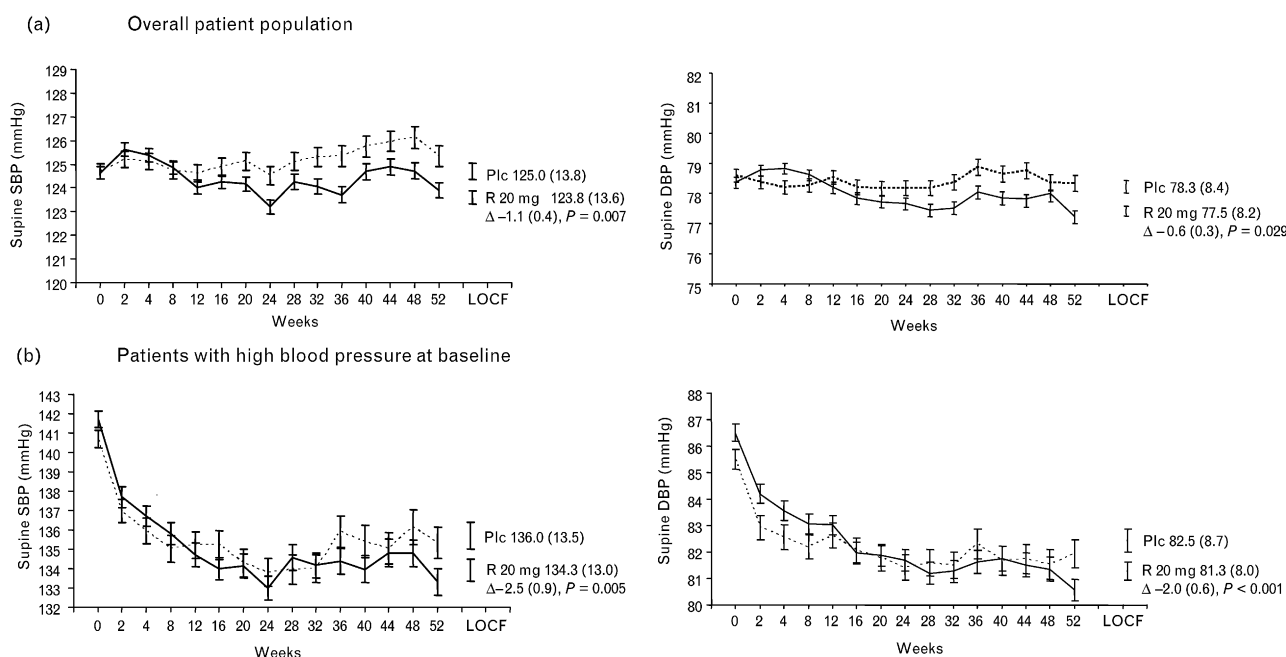 (a) Overall patient population
Supine SBP (mmHg)
129
128
127
126
125
124
123
122
121
120
0 2 4 8 12 16 20 24 28 32 36 40 44 48 52 LOCF
Weeks
Plc 125.0 (13.8)
R 20 mg 123.8 (13.6)
Δ −1.1 (0.4), P = 0.007
Supine DBP (mmHg)
82
81
80
79
78
77
76
75
0 2 4 8 12 16 20 24 28 32 36 40 44 48 52 LOCF
Weeks
Plc 78.3 (8.4)
R 20 mg 77.5 (8.2)
Δ −0.6 (0.3), P = 0.029
(b) Patients with high blood pressure at baseline
Supine SBP (mmHg)
143
142
141
140
139
138
137
136
135
134
133
132
0 2 4 8 12 16 20 24 28 32 36 40 44 48 52 LOCF
Weeks
Plc 136.0 (13.5)
R 20 mg 134.3 (13.0)
Δ−2.5 (0.9), P = 0.005
Supine DBP (mmHg)
88
87
86
85
84
83
82
81
80
0 2 4 8 12 16 20 24 28 32 36 40 44 48 52 LOCF
Weeks
Plc 82.5 (8.7)
R 20 mg 81.3 (8.0)
Δ −2.0 (0.6), P < 0.001